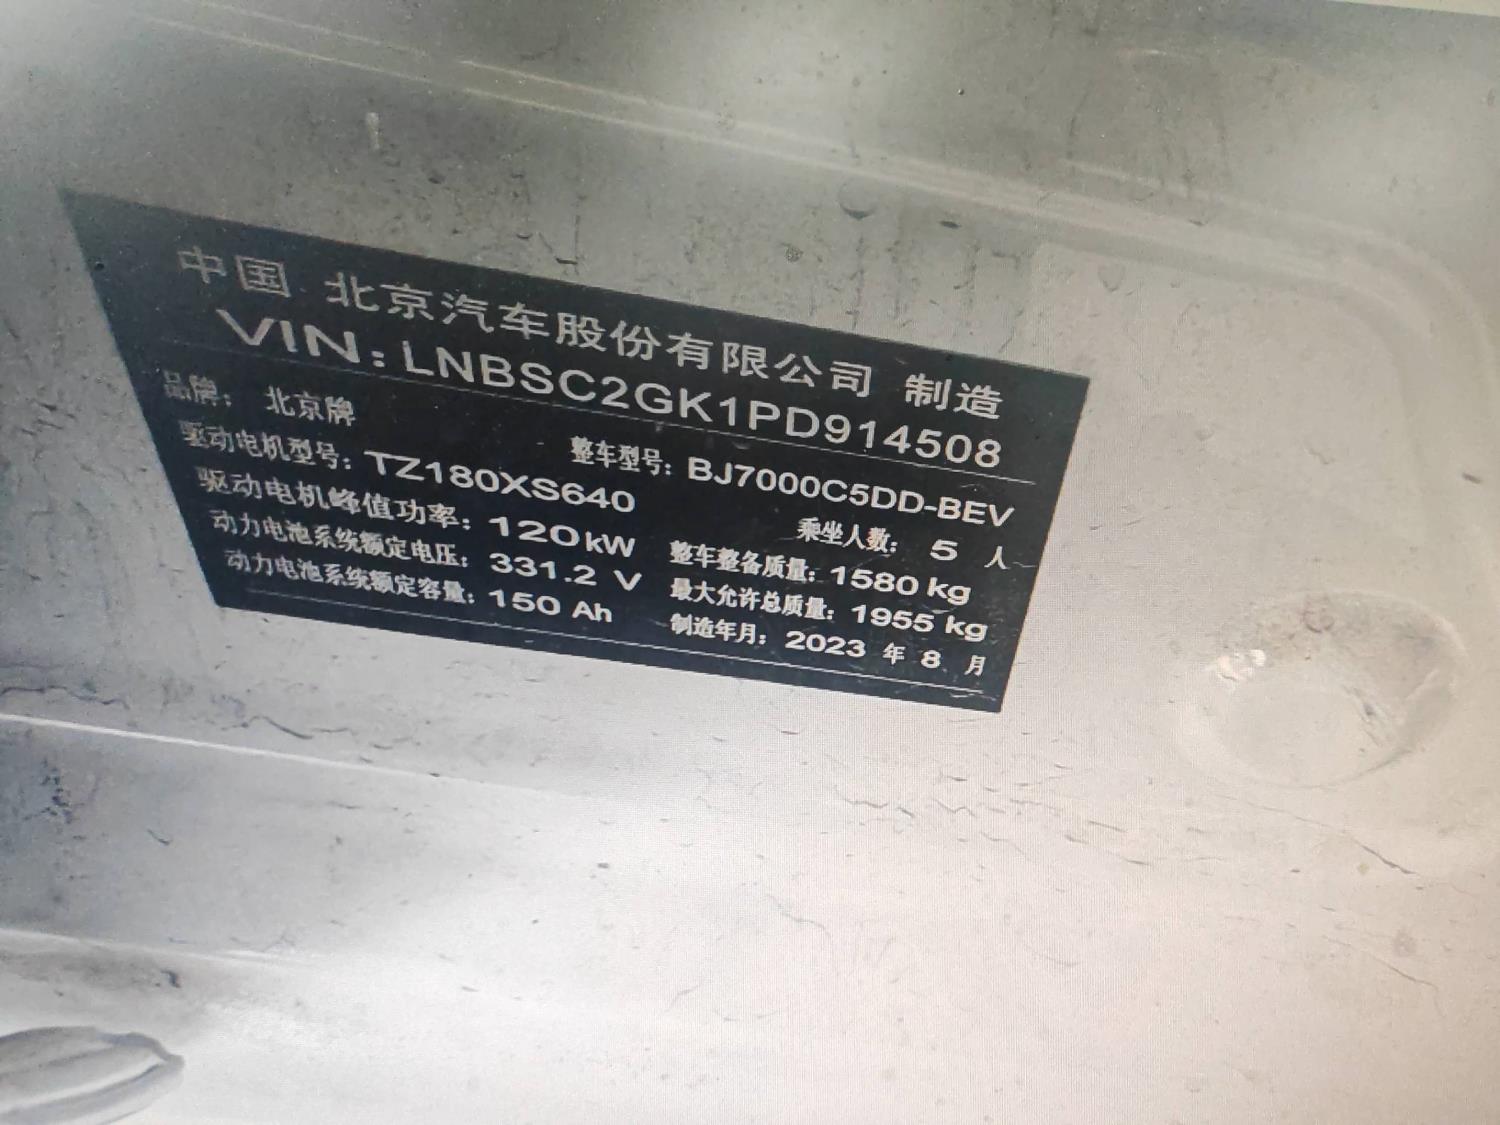 中国 北京汽车股份有限公司 制造
VIN: LNBSC2GK1PD914508
品牌: 北京牌 整车型号: BJ7000C5DD-BEV
驱动电机型号: TZ180XS640 乘坐人数: 5 人
驱动电机峰值功率: 120kW 整车整备质量: 1580 kg
动力电池系统额定电压: 331.2 V 最大允许总质量: 1955 kg
动力电池系统额定容量: 150 Ah 制造年月: 2023 年 8 月